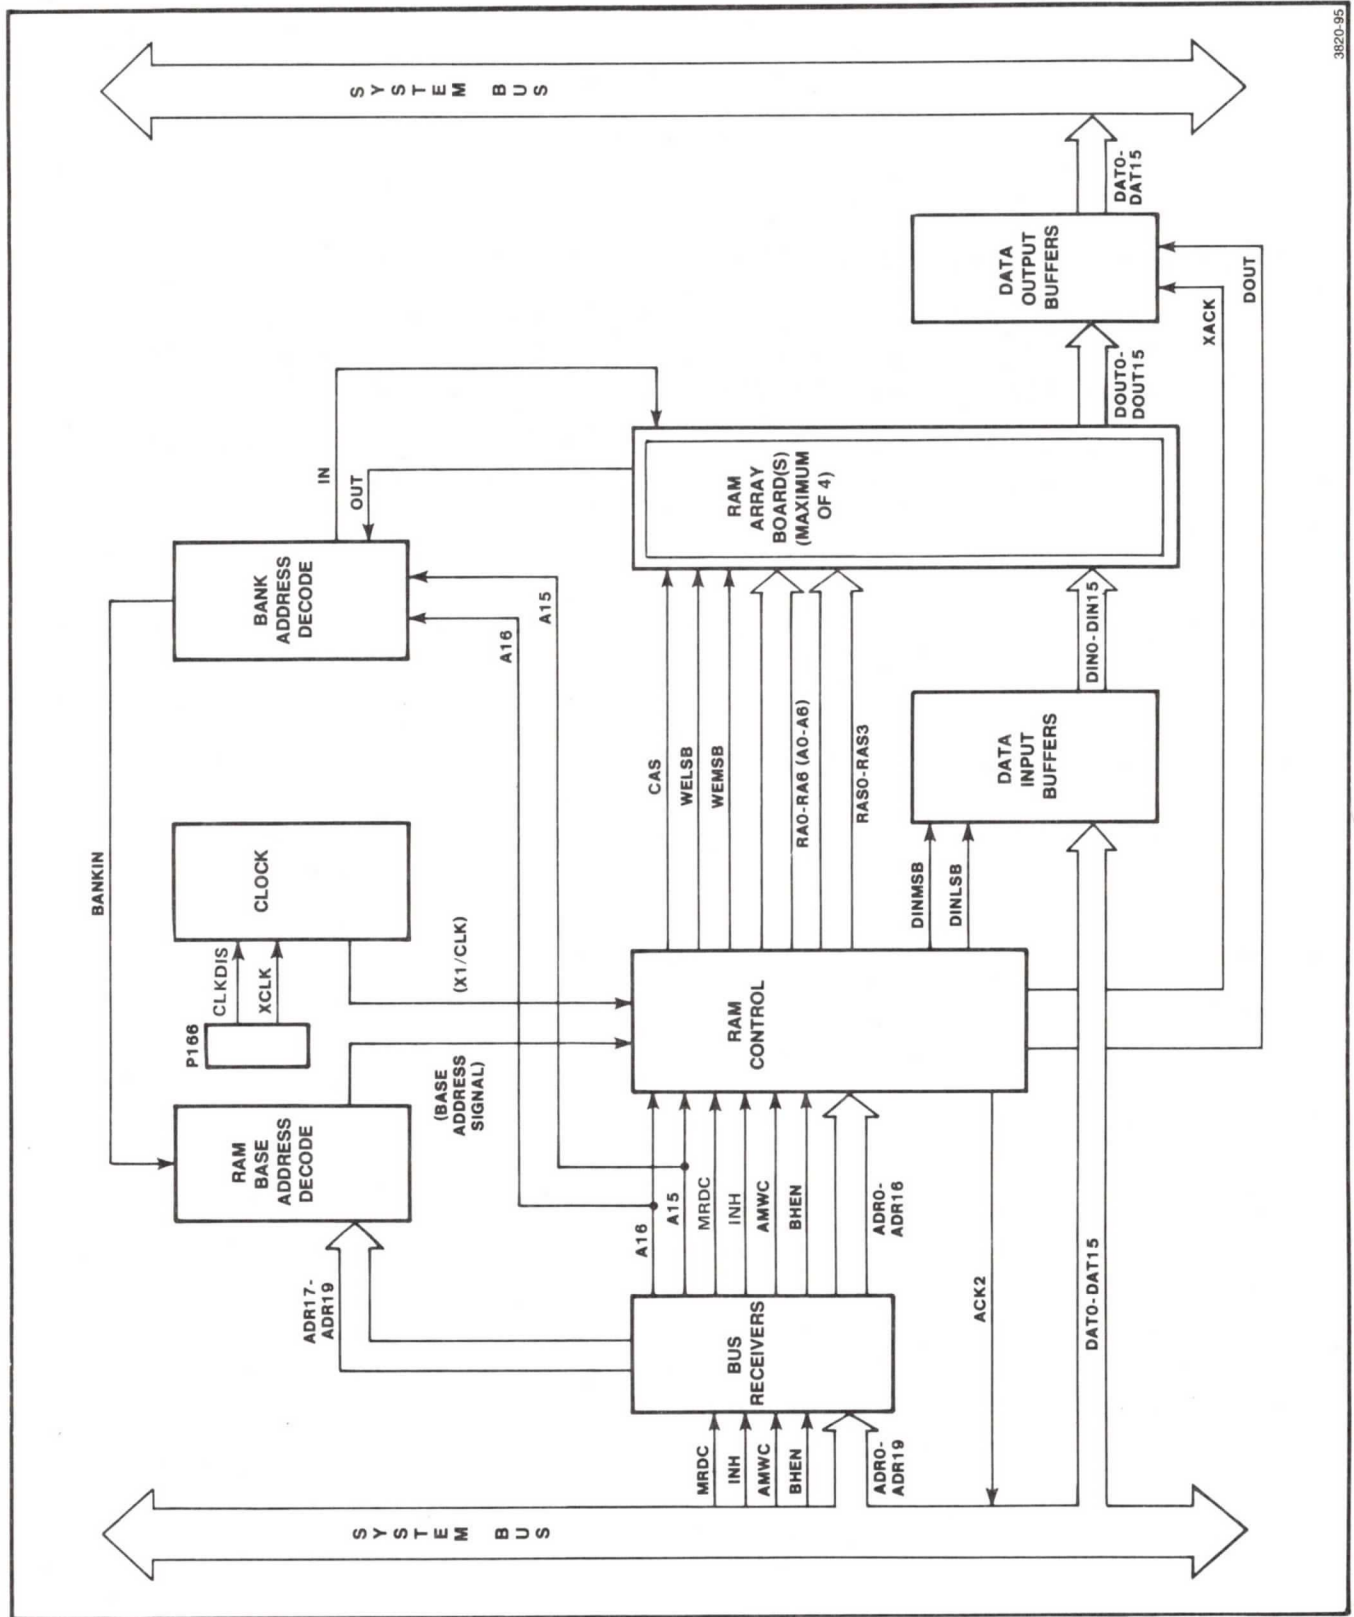 3820-95
SYSTEM BUS
BANKIN
BANK
ADDRESS
DECODE
IN
OUT
CLOCK
P166
CLKDIS
XCLK
RAM
BASE
ADDRESS
DECODE
ADR17-
ADR19
(X1/CLK)
(BASE
ADDRESS
SIGNAL)
A16
A15
A16
A15
MRDC
INH
AMWC
BHEN
ADR0-
ADR16
MRDC
INH
AMWC
BHEN
ADR0-
ADR19
BUS
RECEIVERS
RAM
CONTROL
CAS
WELSB
WEMSB
RA0-RA6 (A0-A6)
RAS0-RAS3
RAM
ARRAY
BOARD(S)
(MAXIMUM
OF 4)
DINMSB
DINLSB
DATA
INPUT
BUFFERS
DIN0-DIN15
DOUT0-
DOUT15
DATA
OUTPUT
BUFFERS
DAT0-
DAT15
XACK
DOUT
ACK2
DAT0-DAT15
SYSTEM BUS